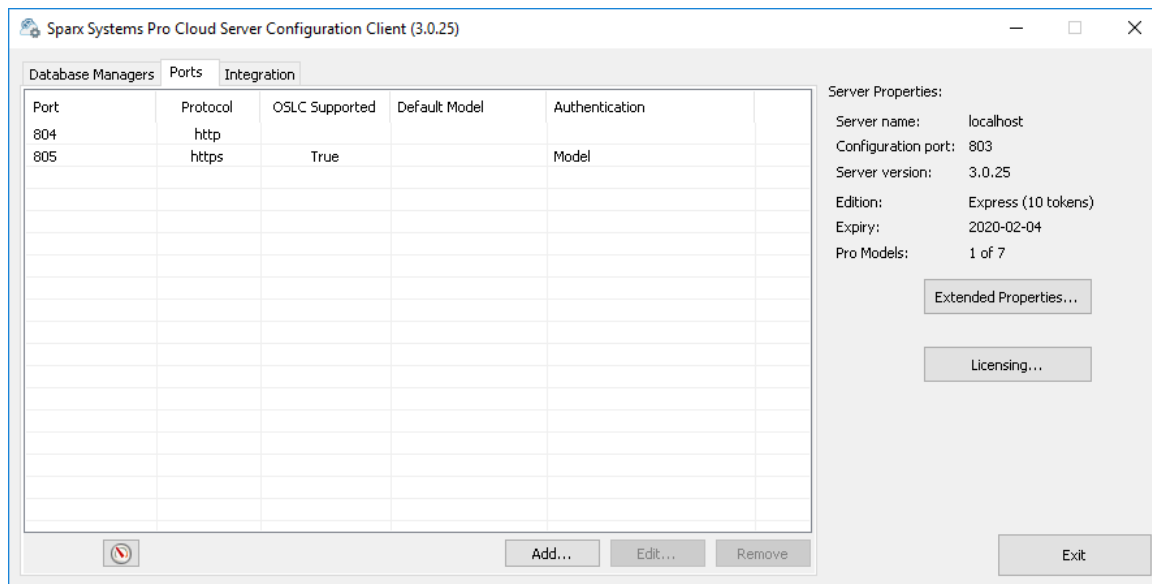 Sparx Systems Pro Cloud Server Configuration Client (3.0.25)
Database Managers Ports Integration
Port Protocol OSLC Supported Default Model Authentication
804 http
805 https True Model
Server Properties:
Server name: localhost
Configuration port: 803
Server version: 3.0.25
Edition: Express (10 tokens)
Expiry: 2020-02-04
Pro Models: 1 of 7
Extended Properties...
Licensing...
Add... Edit... Remove
Exit